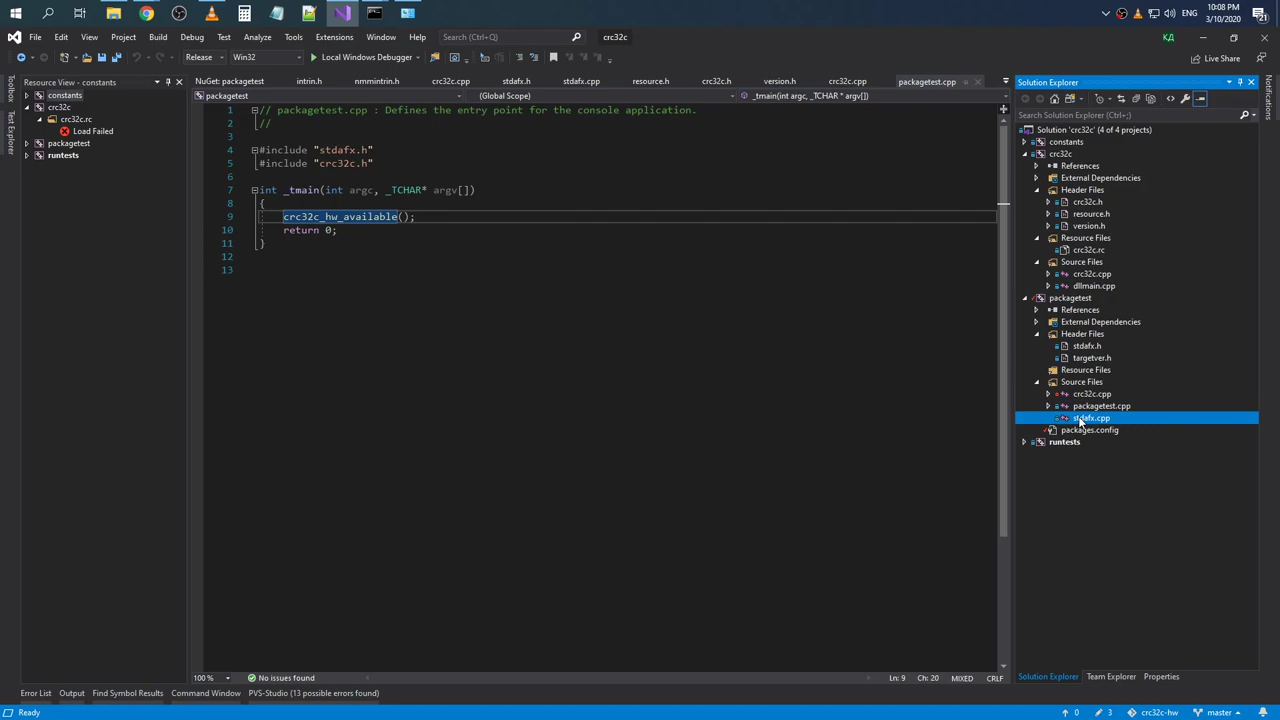 ENG
10:08 PM
3/10/2020
21
File Edit View Project Build Debug Test Analyze Tools Extensions Window Help
Search (Ctrl+Q)
crc32c
КД
Release
Win32
Local Windows Debugger
Live Share
Toolbox
Test Explorer
Resource View - constants
constants
crc32c
crc32c.rc
Load Failed
packagetest
runtests
NuGet: packagetest intrin.h nmmintrin.h crc32c.cpp stdafx.h stdafx.cpp resource.h crc32c.h version.h crc32c.cpp packagetest.cpp
packagetest
(Global Scope)
_tmain(int argc, _TCHAR * argv[])
1 // packagetest.cpp : Defines the entry point for the console application.
2 //
3
4 #include "stdafx.h"
5 #include "crc32c.h"
6
7 int _tmain(int argc, _TCHAR* argv[])
8 {
9 crc32c_hw_available();
10 return 0;
11 }
12
13
100 %
No issues found
Ln: 9 Ch: 20 MIXED CRLF
Solution Explorer
Search Solution Explorer (Ctrl+;)
Solution 'crc32c' (4 of 4 projects)
constants
crc32c
References
External Dependencies
Header Files
crc32c.h
resource.h
version.h
Resource Files
crc32c.rc
Source Files
crc32c.cpp
dllmain.cpp
packagetest
References
External Dependencies
Header Files
stdafx.h
targetver.h
Resource Files
Source Files
crc32c.cpp
packagetest.cpp
stdafx.cpp
packages.config
runtests
Solution Explorer Team Explorer Properties
Notifications
Error List Output Find Symbol Results Command Window PVS-Studio (13 possible errors found)
Ready
0
3
crc32c-hw
master